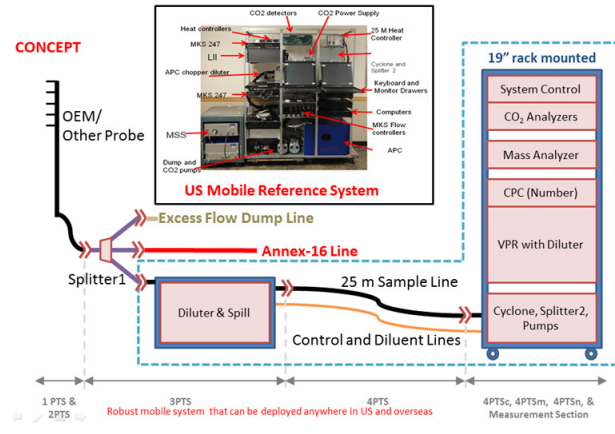 CONCEPT
OEM/
Other Probe
CO2 detectors
CO2 Power Supply
Heat controllers
MKS 247
LII
APC chopper diluter
MKS 247
MSS
Dump and
CO2 pumps
25 M Heat
Controller
Cyclone and
Splitter 2
Keyboard and
Monitor Drawers
Computers
MKS Flow
controllers
APC
US Mobile Reference System
19” rack mounted
System Control
CO2 Analyzers
Mass Analyzer
CPC (Number)
VPR with Diluter
Cyclone, Splitter2,
Pumps
Excess Flow Dump Line
Annex-16 Line
Splitter1
25 m Sample Line
Diluter & Spill
Control and Diluent Lines
1 PTS &
2PTS
3PTS
4PTS
4PTSc, 4PTSm, 4PTSn, &
Measurement Section
Robust mobile system that can be deployed anywhere in US and overseas